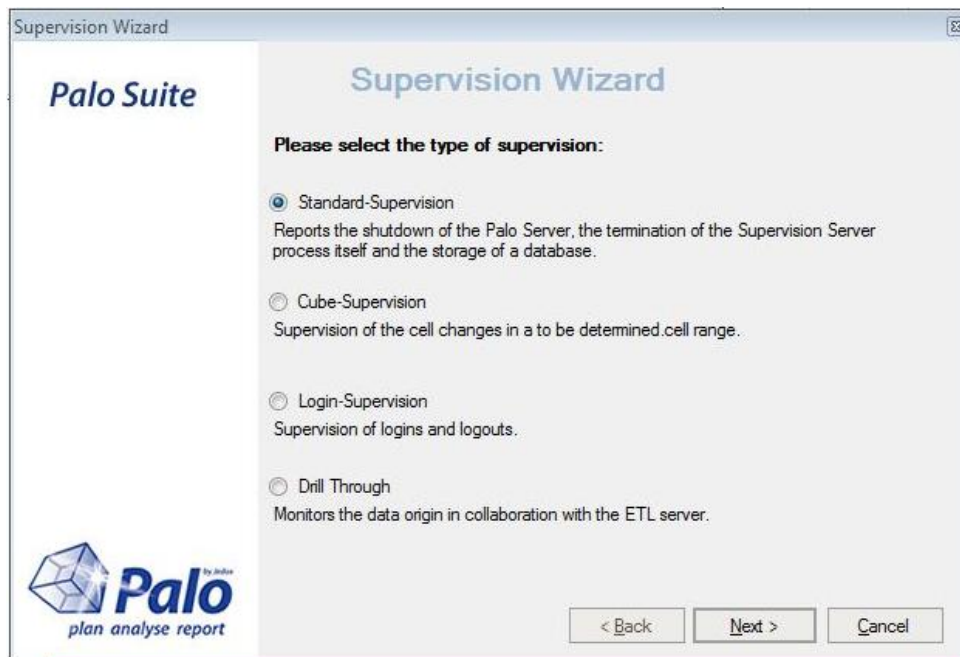 Supervision Wizard
Palo Suite
Supervision Wizard
Please select the type of supervision:
Standard-Supervision
Reports the shutdown of the Palo Server, the termination of the Supervision Server
process itself and the storage of a database.
Cube-Supervision
Supervision of the cell changes in a to be determined.cell range.
Login-Supervision
Supervision of logins and logouts.
Drill Through
Monitors the data origin in collaboration with the ETL server.
by Jedox
Palo
plan analyse report
< Back
Next >
Cancel